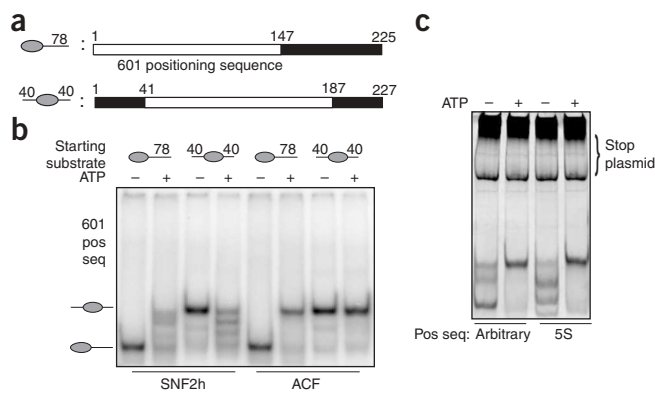 a
78 : 1 147 225
601 positioning sequence
40 40 : 1 41 187 227
b
Starting substrate 78 40 40 78 40 40
ATP – + – + – + – +
601
pos
seq
SNF2h ACF
c
ATP – + – +
Stop
plasmid
Pos seq: Arbitrary 5S